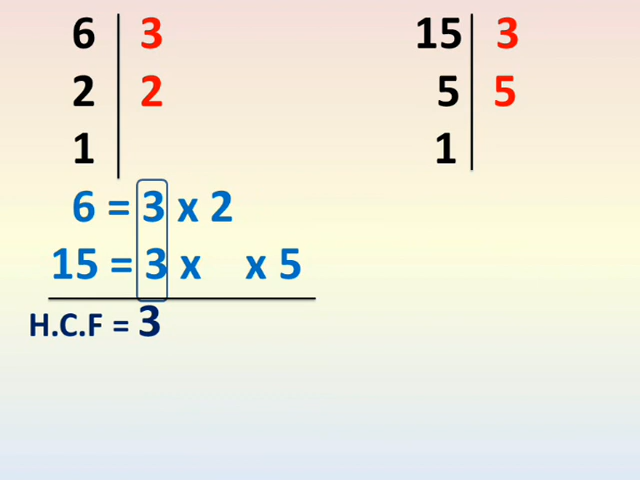 6 3 15 3
2 2 5 5
1 1
6 = 3 x 2
15 = 3 x x 5
H.C.F = 3